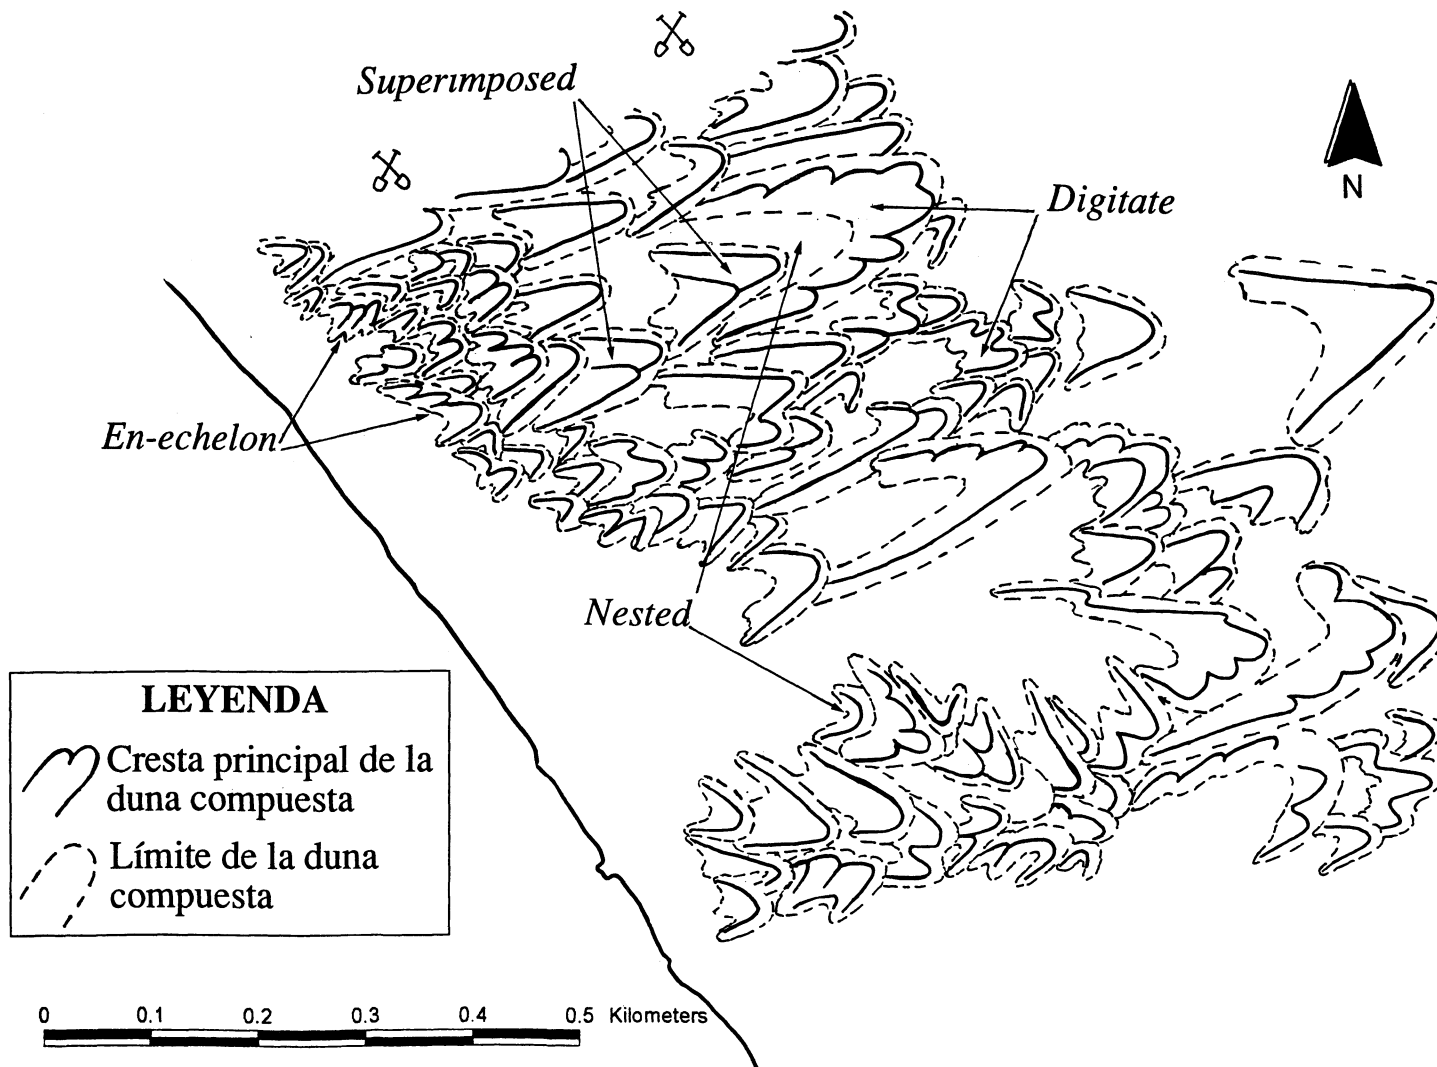 Superimposed
Digitate
N
En-echelon
Nested
LEYENDA
Cresta principal de la
duna compuesta
Límite de la duna
compuesta
0 0.1 0.2 0.3 0.4 0.5 Kilometers